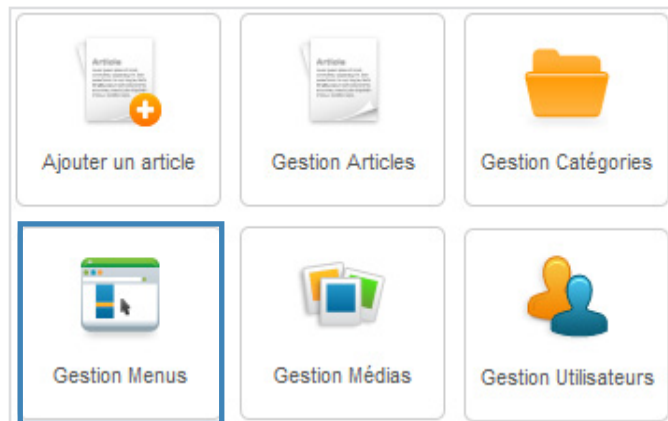 Article
Article
Ajouter un article
Gestion Articles
Gestion Catégories
Gestion Menus
Gestion Médias
Gestion Utilisateurs